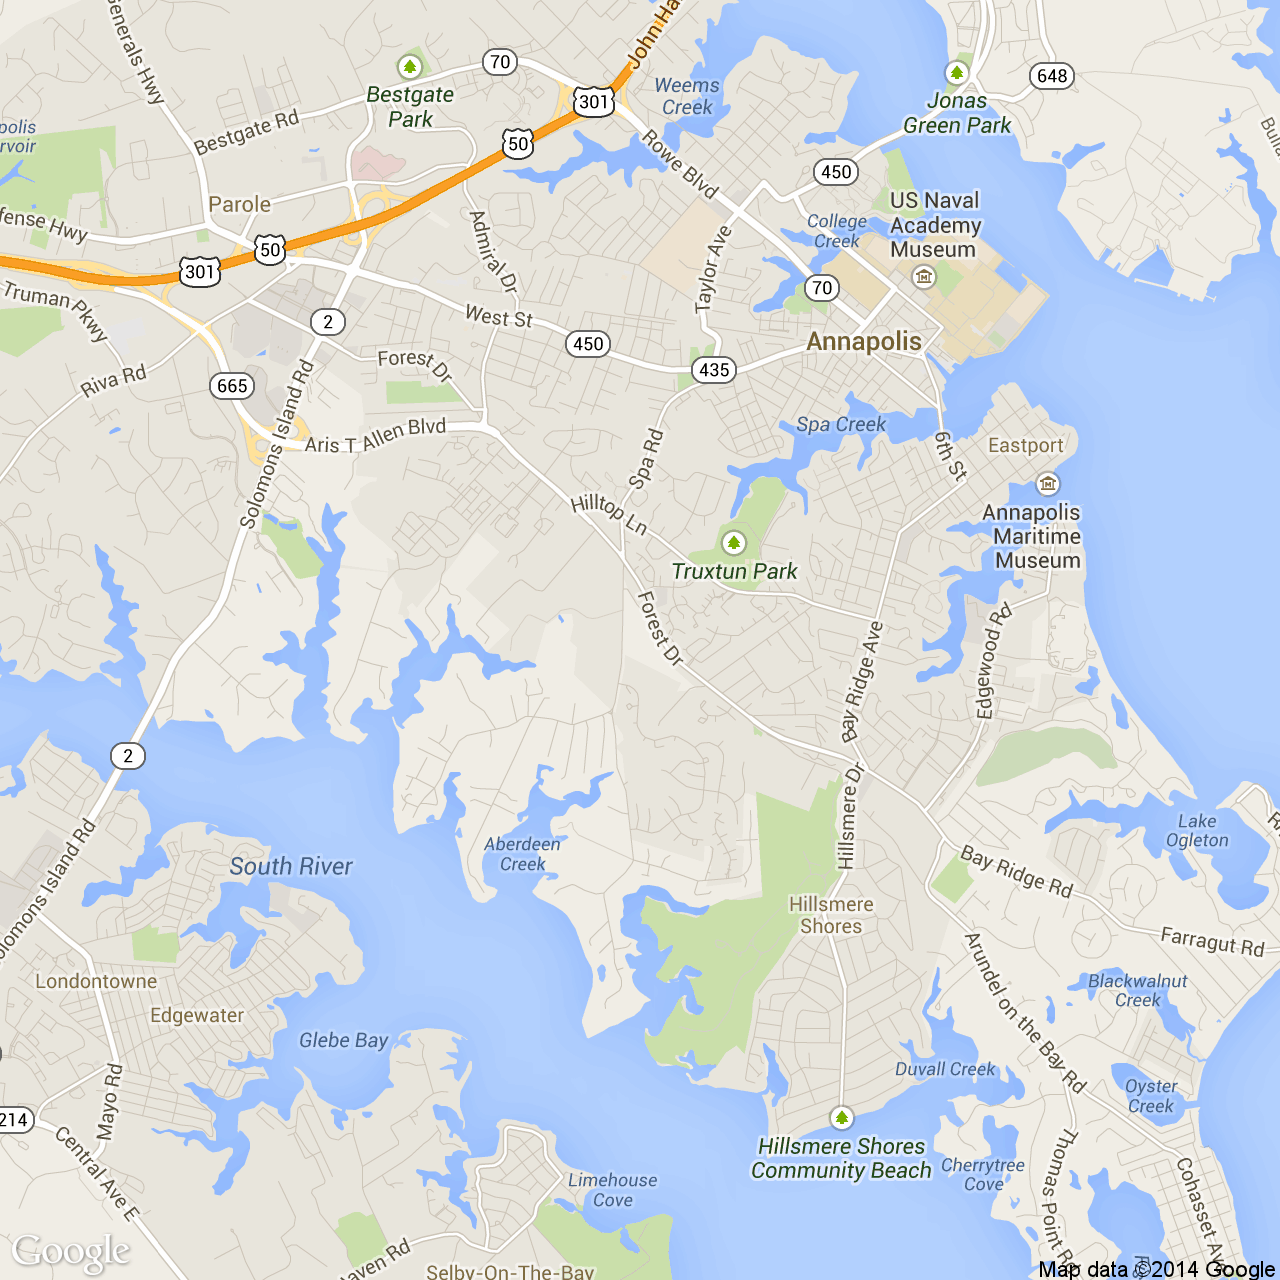 Generals Hwy
John Ha
70
648
Bestgate
Park
301
Weems
Creek
Jonas
Green Park
Bestgate Rd
50
Rowe Blvd
450
polis
rvoir
Parole
US Naval
Academy
Museum
College
Creek
fense Hwy
Admiral Dr
Taylor Ave
50
301
70
Truman Pkwy
West St
2
450
Annapolis
Forest Dr
435
Riva Rd
665
Solomons Island Rd
Aris T Allen Blvd
Spa Creek
6th St
Eastport
Spa Rd
Hilltop Ln
Annapolis
Maritime
Museum
Truxtun Park
Forest Dr
Edgewood Rd
Bay Ridge Ave
2
Hillsmere Dr
Lake
Ogleton
Aberdeen
Creek
South River
Bay Ridge Rd
olomons Island Rd
Hillsmere
Shores
Farragut Rd
Londontowne
Edgewater
Arundel on the Bay Rd
Blackwalnut
Creek
Glebe Bay
Duvall Creek
Mayo Rd
Oyster
Creek
214
Central Ave E
Hillsmere Shores
Community Beach
Thomas Point Rd
Cherrytree
Cove
Limehouse
Cove
Cohasset Ave
Google
aven Rd
Selby-On-The-Bay
Map data ©2014 Google